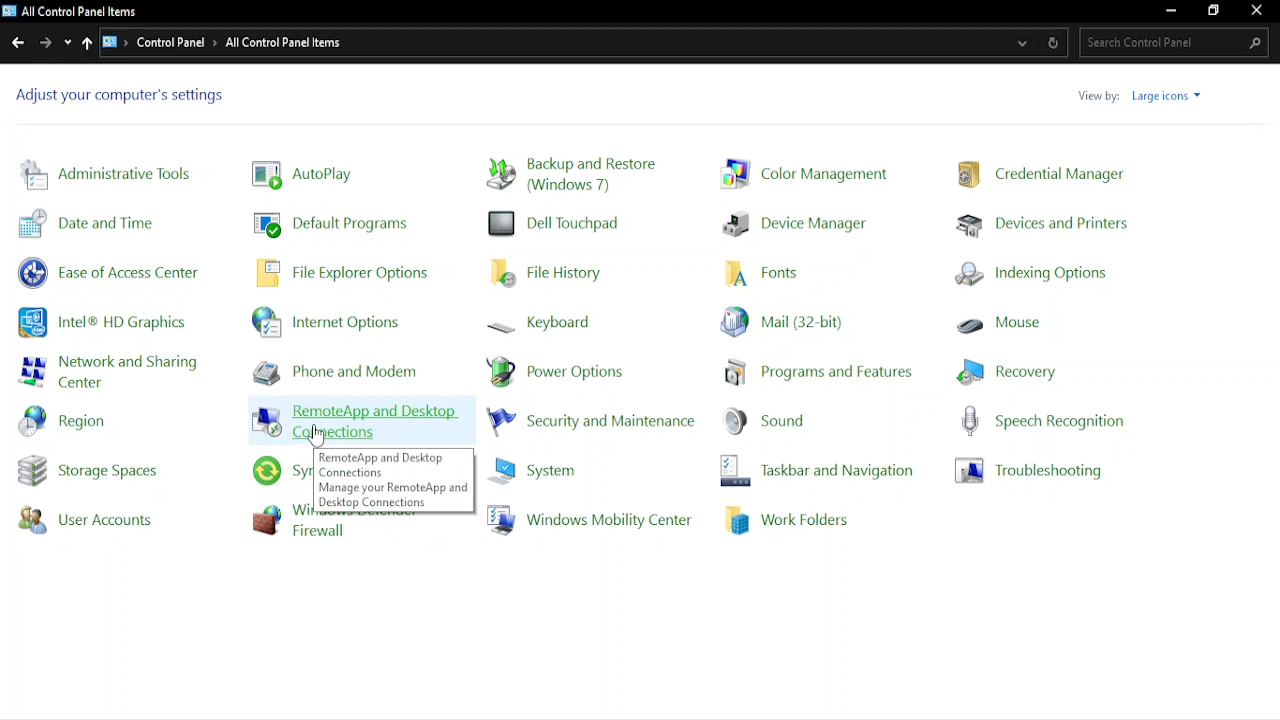 All Control Panel Items
Control Panel › All Control Panel Items
Search Control Panel
Adjust your computer's settings
View by: Large icons
Administrative Tools
AutoPlay
Backup and Restore
(Windows 7)
Color Management
Credential Manager
Date and Time
Default Programs
Dell Touchpad
Device Manager
Devices and Printers
Ease of Access Center
File Explorer Options
File History
Fonts
Indexing Options
Intel® HD Graphics
Internet Options
Keyboard
Mail (32-bit)
Mouse
Network and Sharing
Center
Phone and Modem
Power Options
Programs and Features
Recovery
Region
RemoteApp and Desktop
Connections
Security and Maintenance
Sound
Speech Recognition
RemoteApp and Desktop
Connections
Manage your RemoteApp and
Desktop Connections
Storage Spaces
System
Taskbar and Navigation
Troubleshooting
User Accounts
Windows Defender
Firewall
Windows Mobility Center
Work Folders